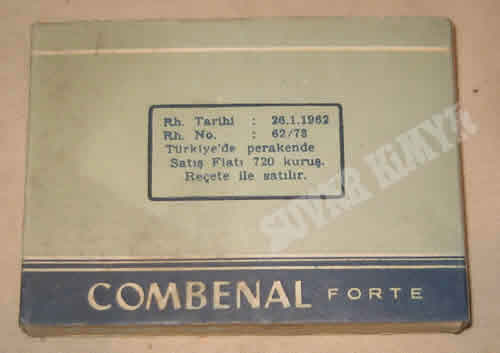 Rh. Tarihi : 26.1.1962
Rh. No. : 62/78
Türkiye'de perakende
Satış Fiatı 720 kuruş.
Reçete ile satılır.
SUVAR KİMYA
COMBENAL FORTE